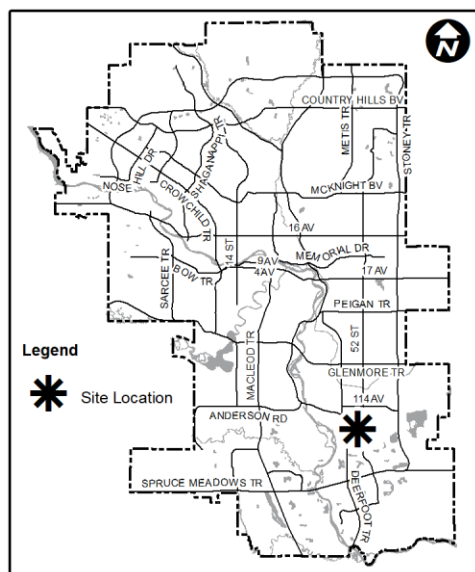 N
COUNTRY HILLS BV
METIS TR
STONEY TR
SHAGANAPPI TR
NOSE HILL DR
CROWCHILD TR
MCKNIGHT BV
16 AV
14 ST
MEMORIAL DR
9 AV
4 AV
17 AV
SARCEE TR
BOW TR
PEIGAN TR
52 ST
MACLEOD TR
GLENMORE TR
Legend
Site Location
114 AV
ANDERSON RD
SPRUCE MEADOWS TR
DEERFOOT TR